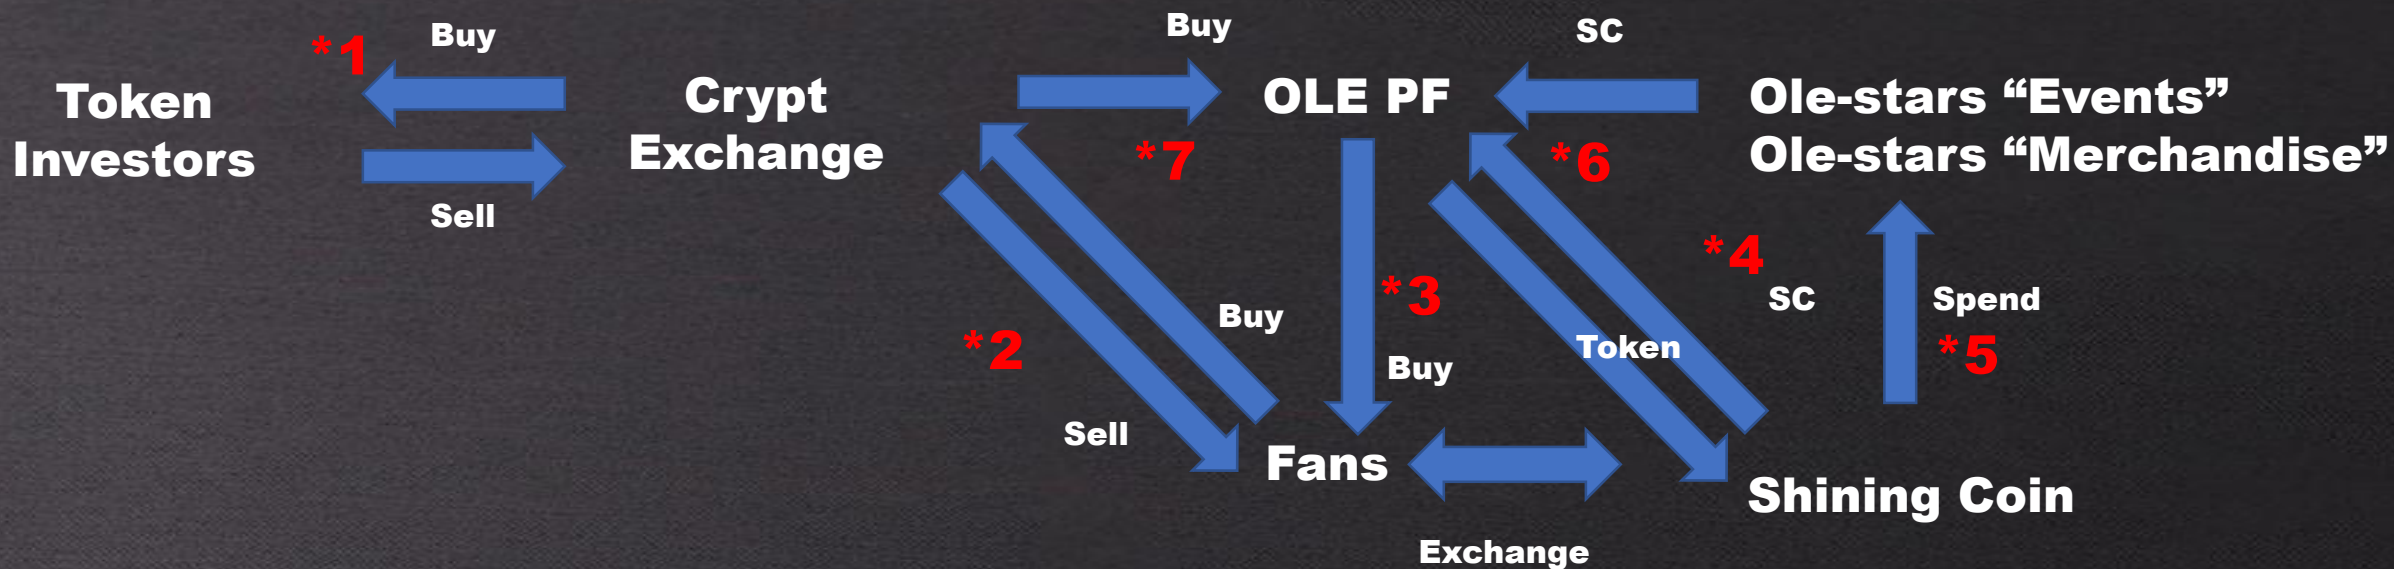 *1
Buy
Buy
SC
Token
Investors
Crypt
Exchange
OLE PF
Ole-stars “Events”
Ole-stars “Merchandise”
*7
*6
Sell
*4
*3
SC
Spend
Buy
*2
Token
*5
Buy
Sell
Fans
Shining Coin
Exchange